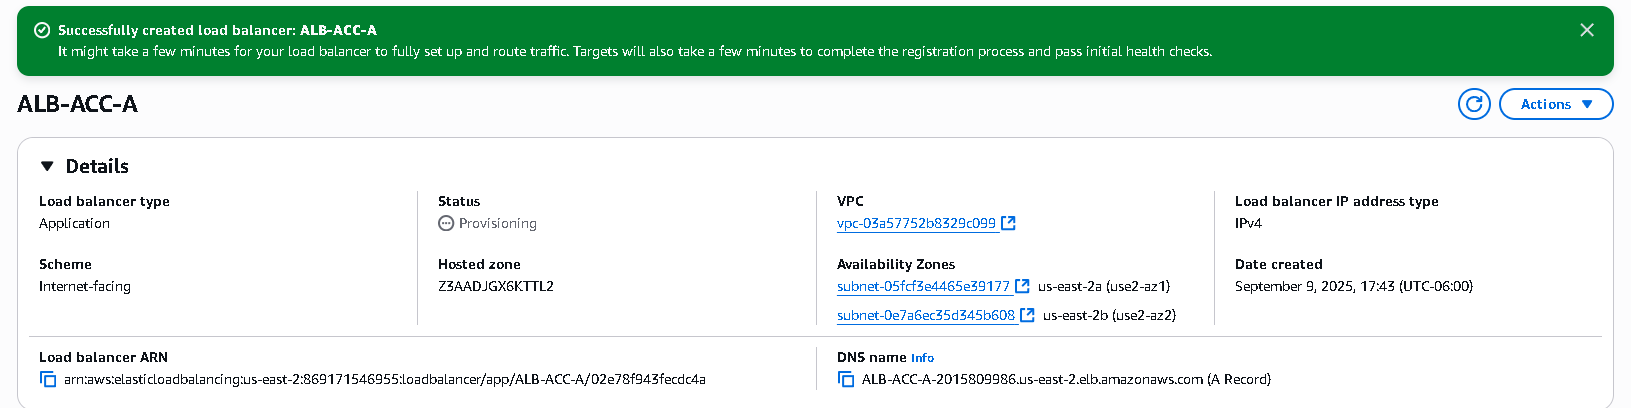 Successfully created load balancer: ALB-ACC-A
It might take a few minutes for your load balancer to fully set up and route traffic. Targets will also take a few minutes to complete the registration process and pass initial health checks.
ALB-ACC-A
Actions
Details
Load balancer type
Application
Status
Provisioning
VPC
vpc-03a57752b8329c099
Load balancer IP address type
IPv4
Scheme
Internet-facing
Hosted zone
Z3AADJGX6KTTL2
Availability Zones
subnet-05fcf3e4465e39177 us-east-2a (use2-az1)
subnet-0e7a6ec35d345b608 us-east-2b (use2-az2)
Date created
September 9, 2025, 17:43 (UTC-06:00)
Load balancer ARN
arn:aws:elasticloadbalancing:us-east-2:869171546955:loadbalancer/app/ALB-ACC-A/02e78f943fecdc4a
DNS name Info
ALB-ACC-A-2015809986.us-east-2.elb.amazonaws.com (A Record)